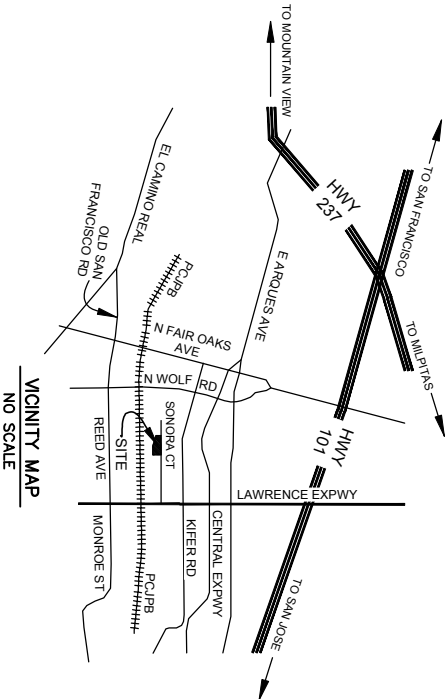 TO MOUNTAIN VIEW
TO SAN FRANCISCO
HWY
237
TO MILPITAS
E ARQUES AVE
EL CAMINO REAL
PCJPB
OLD SAN
FRANCISCO RD
N FAIR OAKS
AVE
N WOLF RD
HWY
101
SONORA CT
SITE
REED AVE
LAWRENCE EXPWY
MONROE ST
PCJPB
KIFER RD
CENTRAL EXPWY
TO SAN JOSE
VICINITY MAP
NO SCALE